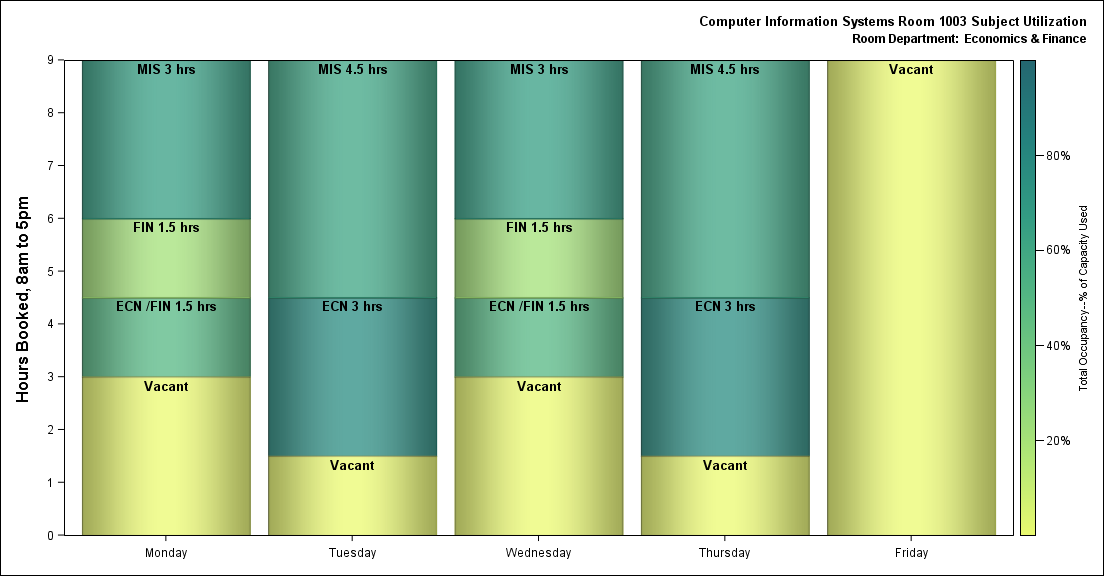 Computer Information Systems Room 1003 Subject Utilization
Room Department: Economics & Finance
Hours Booked, 8am to 5pm
9
8
7
6
5
4
3
2
1
0
MIS 3 hrs
FIN 1.5 hrs
ECN /FIN 1.5 hrs
Vacant
MIS 4.5 hrs
ECN 3 hrs
Vacant
MIS 3 hrs
FIN 1.5 hrs
ECN /FIN 1.5 hrs
Vacant
MIS 4.5 hrs
ECN 3 hrs
Vacant
Vacant
Monday Tuesday Wednesday Thursday Friday
80%
60%
40%
20%
Total Occupancy--% of Capacity Used